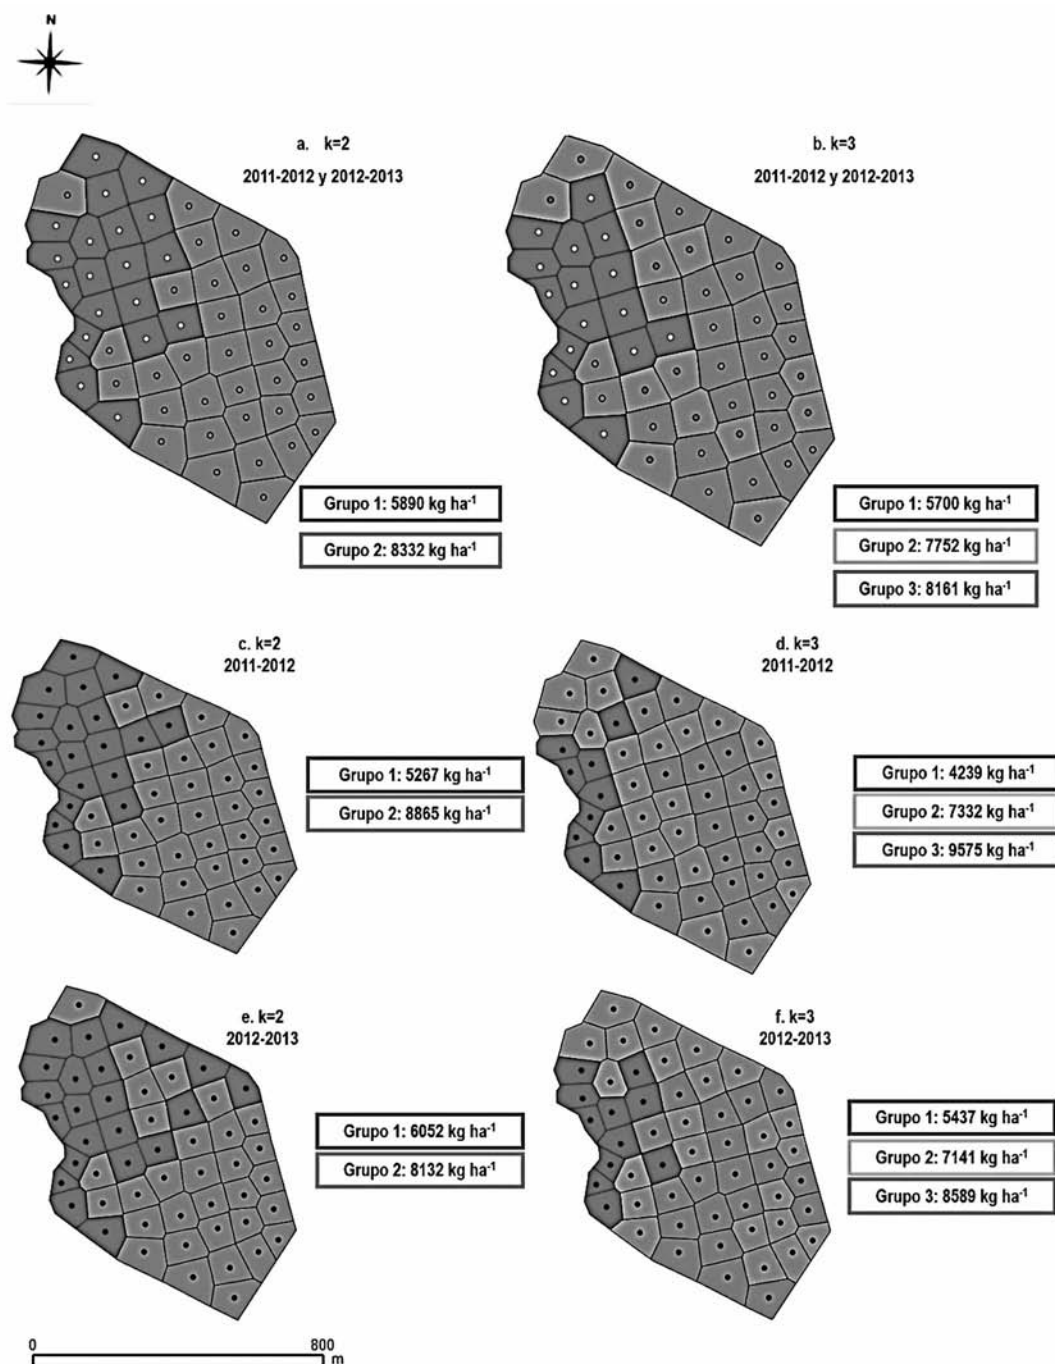 N
a. k=2
2011-2012 y 2012-2013
b. k=3
2011-2012 y 2012-2013
Grupo 1: 5890 kg ha⁻¹
Grupo 2: 8332 kg ha⁻¹
Grupo 1: 5700 kg ha⁻¹
Grupo 2: 7752 kg ha⁻¹
Grupo 3: 8161 kg ha⁻¹
c. k=2
2011-2012
d. k=3
2011-2012
Grupo 1: 5267 kg ha⁻¹
Grupo 2: 8865 kg ha⁻¹
Grupo 1: 4239 kg ha⁻¹
Grupo 2: 7332 kg ha⁻¹
Grupo 3: 9575 kg ha⁻¹
e. k=2
2012-2013
f. k=3
2012-2013
Grupo 1: 6052 kg ha⁻¹
Grupo 2: 8132 kg ha⁻¹
Grupo 1: 5437 kg ha⁻¹
Grupo 2: 7141 kg ha⁻¹
Grupo 3: 8589 kg ha⁻¹
0 800
m